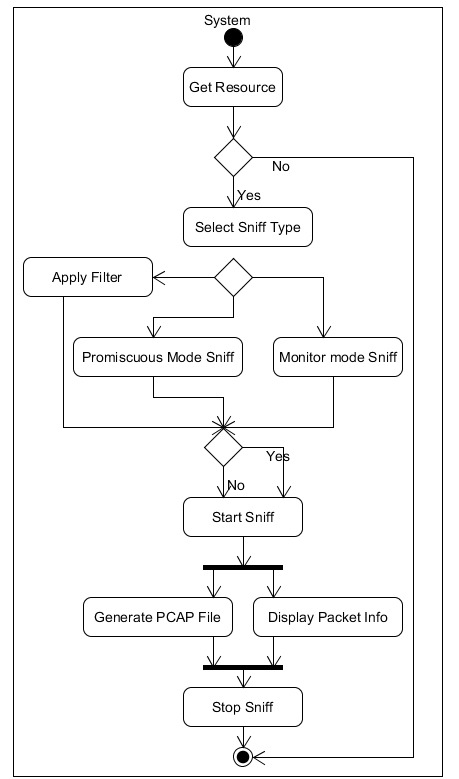 System
Get Resource
No
Yes
Select Sniff Type
Apply Filter
Promiscuous Mode Sniff
Monitor mode Sniff
Yes
No
Start Sniff
Generate PCAP File
Display Packet Info
Stop Sniff